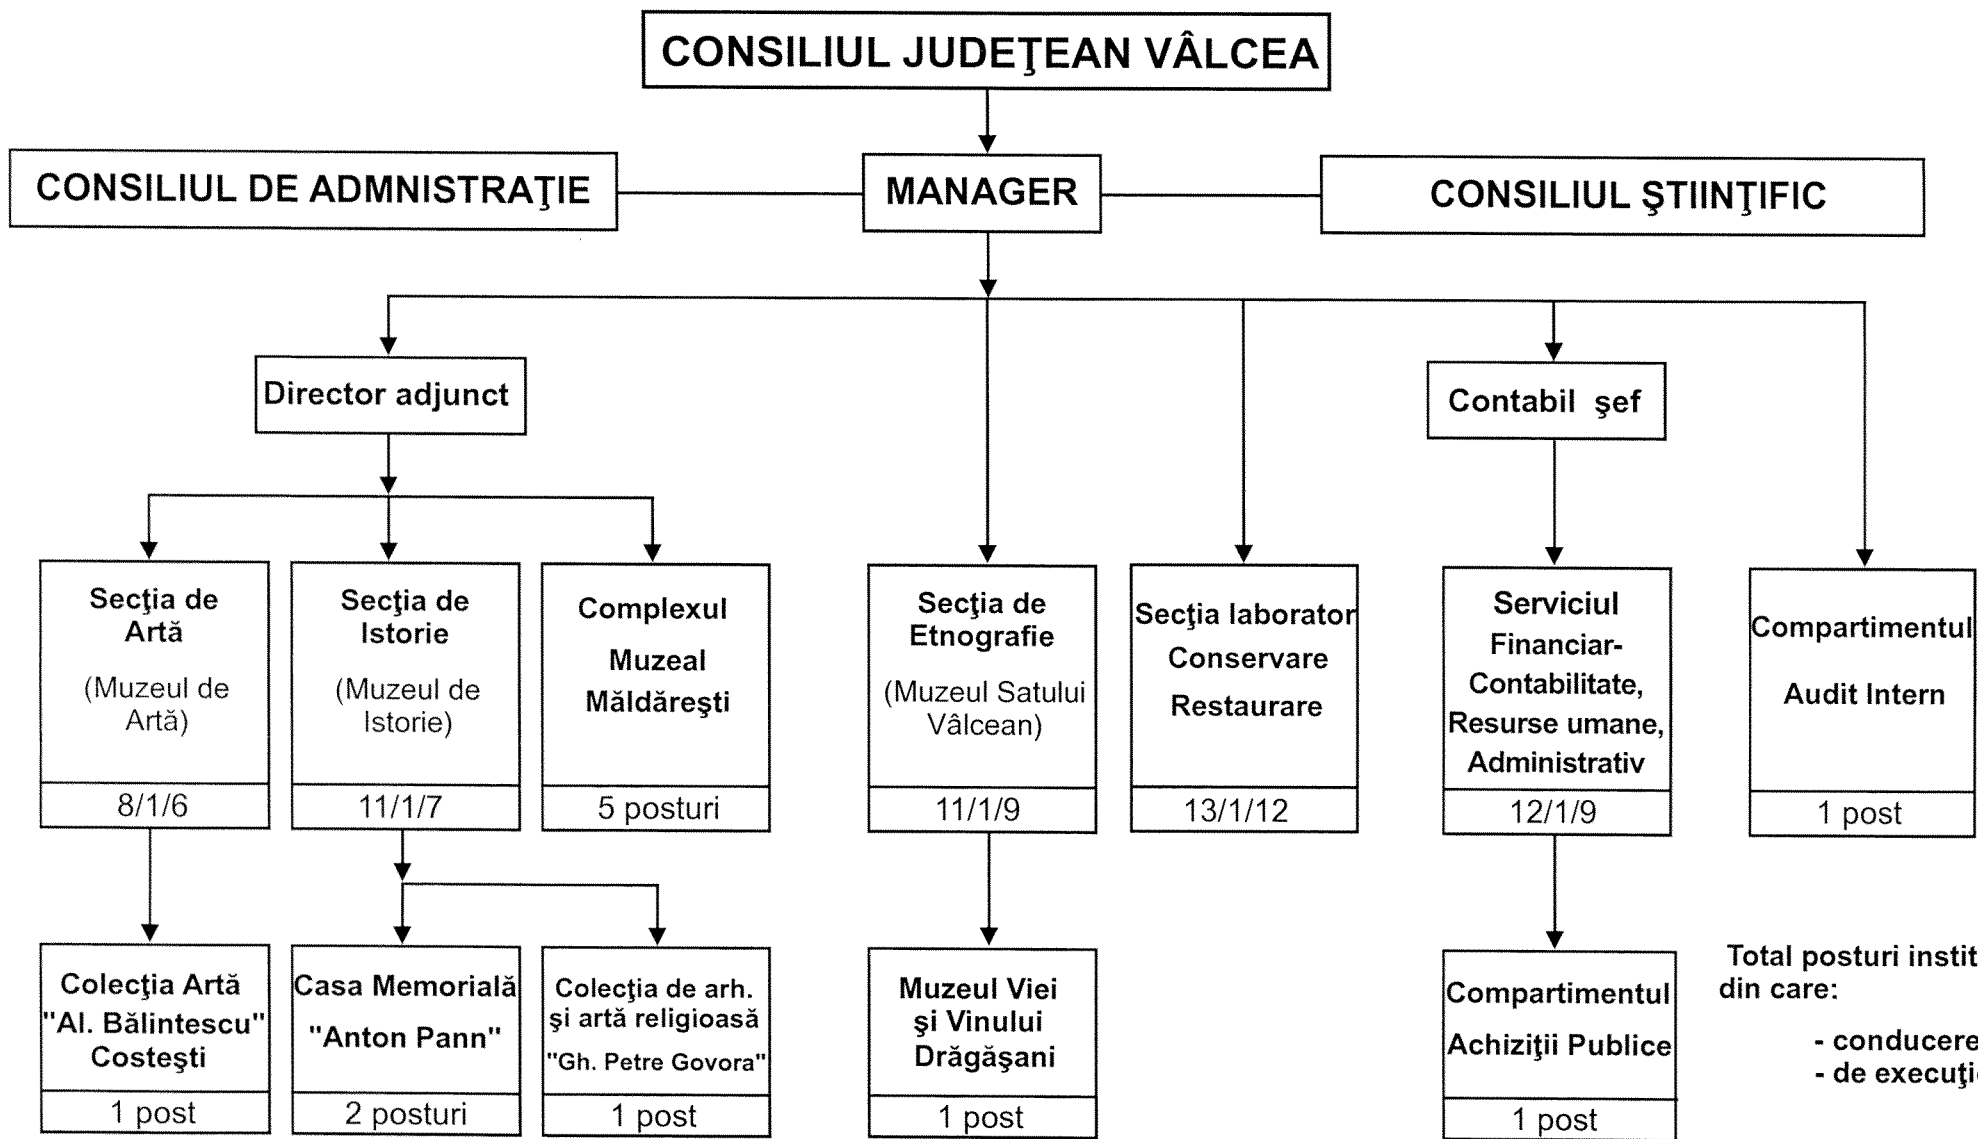 CONSILIUL JUDEŢEAN VÂLCEA
CONSILIUL DE ADMNISTRAŢIE
MANAGER
CONSILIUL ŞTIINŢIFIC
Director adjunct
Contabil şef
Secţia de
Artă
(Muzeul de
Artă)
8/1/6
Secţia de
Istorie
(Muzeul de
Istorie)
11/1/7
Complexul
Muzeal
Măldăreşti
5 posturi
Secţia de
Etnografie
(Muzeul Satului
Vâlcean)
11/1/9
Secţia laborator
Conservare
Restaurare
13/1/12
Serviciul
Financiar-
Contabilitate,
Resurse umane,
Administrativ
12/1/9
Compartimentul
Audit Intern
1 post
Colecţia Artă
"Al. Bălintescu"
Costeşti
1 post
Casa Memorială
"Anton Pann"
2 posturi
Colecţia de arh.
şi artă religioasă
"Gh. Petre Govora"
1 post
Muzeul Viei
şi Vinului
Drăgăşani
1 post
Compartimentul
Achiziţii Publice
1 post
Total posturi instit
din care:
- conducere
- de execuţi